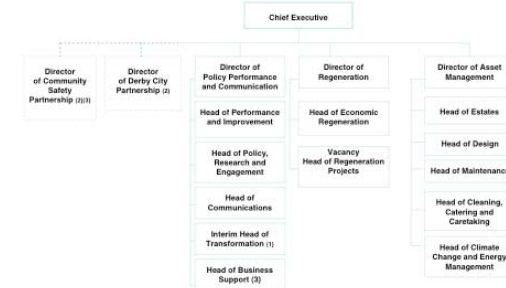 Chief Executive
Director
of Community
Safety
Partnership (2)(3)
Director
of Derby City
Partnership (2)
Director of
Policy Performance
and Communication
Head of Performance
and Improvement
Head of Policy,
Research and
Engagement
Head of
Communications
Interim Head of
Transformation (1)
Head of Business
Support (3)
Director of
Regeneration
Head of Economic
Regeneration
Vacancy
Head of Regeneration
Projects
Director of Asset
Management
Head of Estates
Head of Design
Head of Maintenance
Head of Cleaning,
Catering and
Caretaking
Head of Climate
Change and Energy
Management